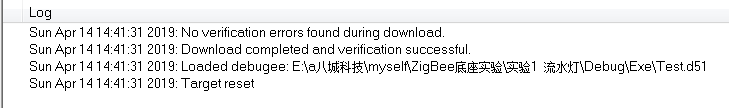 Log
Sun Apr 14 14:41:31 2019: No verification errors found during download.
Sun Apr 14 14:41:31 2019: Download completed and verification successful.
Sun Apr 14 14:41:31 2019: Loaded debugee: E:\a八城科技\myself\ZigBee底座实验\实验1 流水灯\Debug\Exe\Test.d51
Sun Apr 14 14:41:31 2019: Target reset